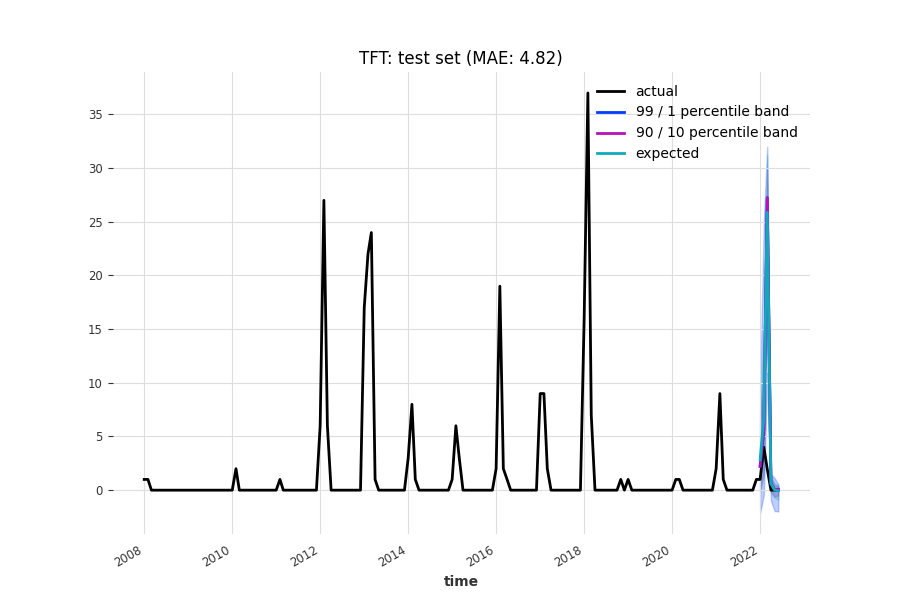 TFT: test set (MAE: 4.82)
actual
99 / 1 percentile band
90 / 10 percentile band
expected
35
30
25
20
15
10
5
0
2008
2010
2012
2014
2016
2018
2020
2022
time